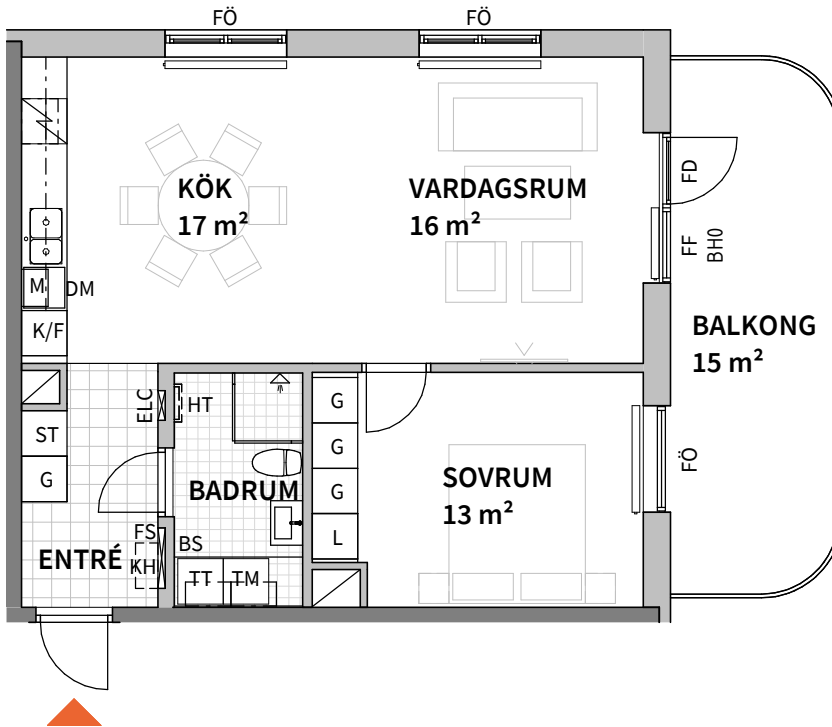 FÖ
FÖ
KÖK
17 m²
VARDAGSRUM
16 m²
FD
FF
BH0
M
DM
K/F
BALKONG
15 m²
ELC
HT
G
ST
G
G
G
BADRUM
SOVRUM
13 m²
FÖ
L
FS
BS
ENTRÉ
KH
TT
TM